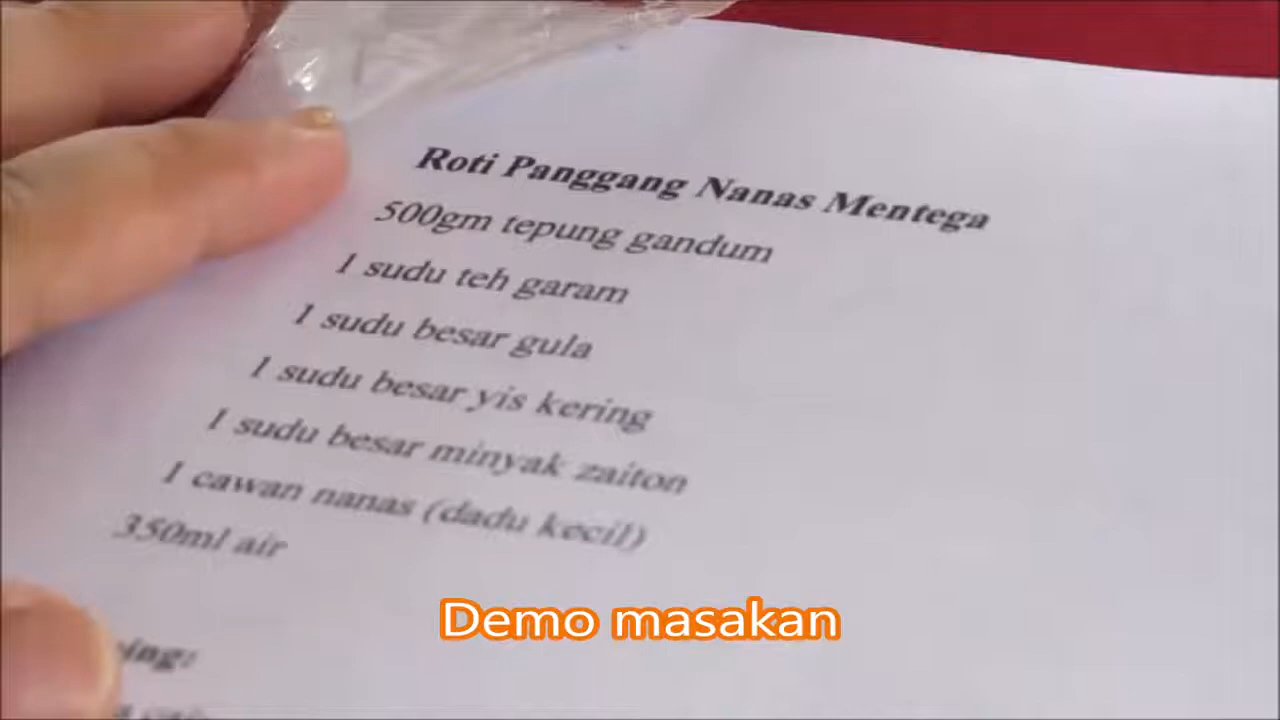 Roti Panggang Nanas Mentega
500gm tepung gandum
1 sudu teh garam
1 sudu besar gula
1 sudu besar yis kering
1 sudu besar minyak zaiton
1 cawan nanas (dadu kecil)
350ml air
Demo masakan